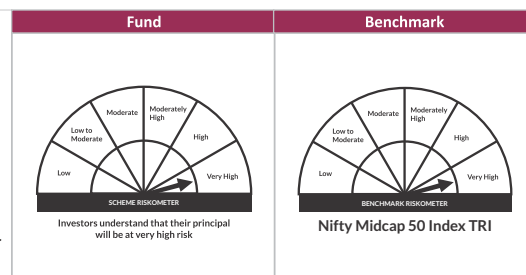 Fund
Benchmark
Low
Low to
Moderate
Moderate
Moderately
High
High
Very High
SCHEME RISKOMETER
Investors understand that their principal
will be at very high risk
Low
Low to
Moderate
Moderate
Moderately
High
High
Very High
BENCHMARK RISKOMETER
Nifty Midcap 50 Index TRI